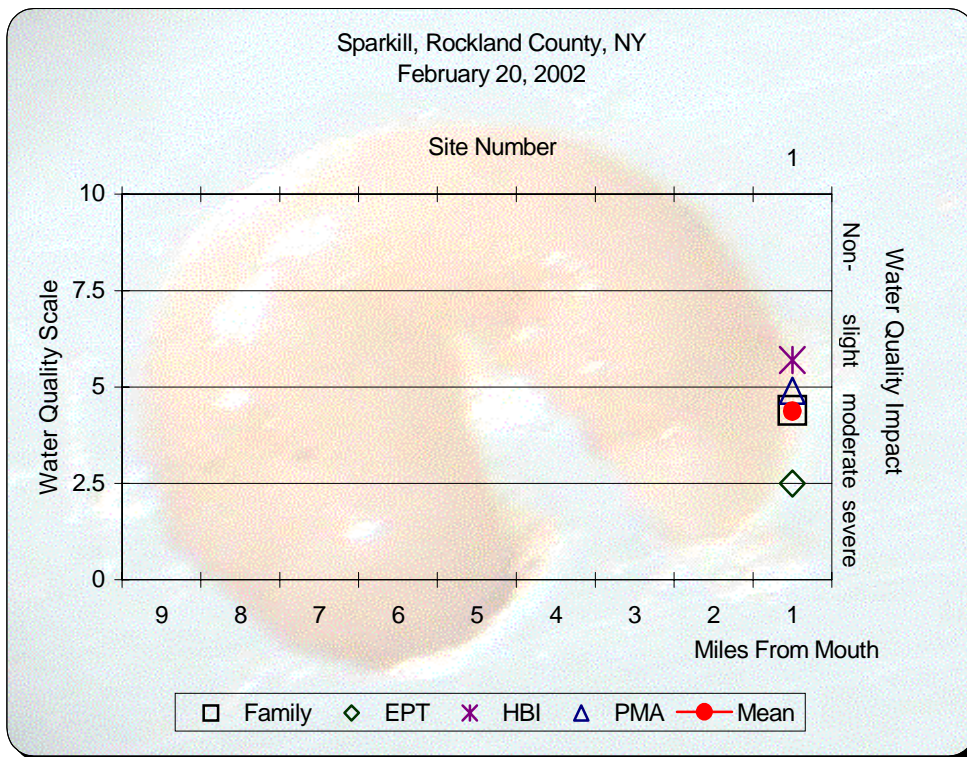 Sparkill, Rockland County, NY
February 20, 2002
Site Number
1
10
7.5
5
2.5
0
Water Quality Scale
Non-
slight
moderate
severe
Water Quality Impact
9 8 7 6 5 4 3 2 1
Miles From Mouth
Family EPT HBI PMA Mean